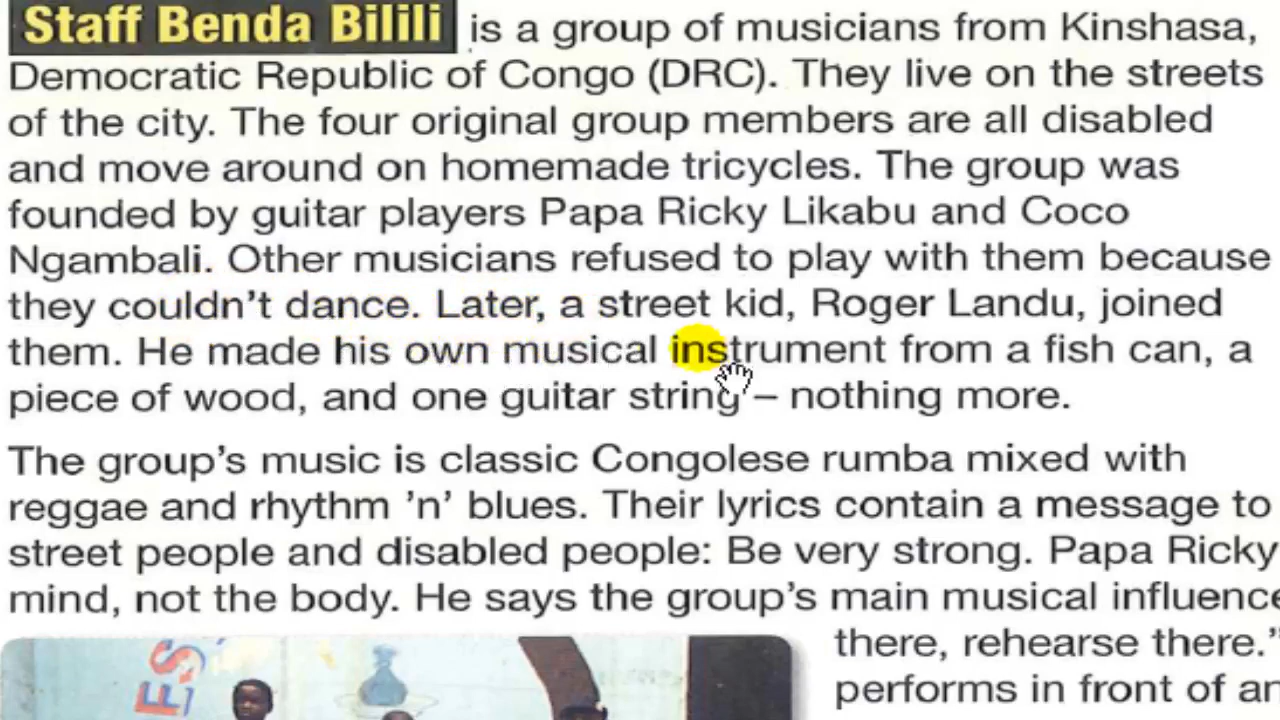 Staff Benda Bilili is a group of musicians from Kinshasa,
Democratic Republic of Congo (DRC). They live on the streets
of the city. The four original group members are all disabled
and move around on homemade tricycles. The group was
founded by guitar players Papa Ricky Likabu and Coco
Ngambali. Other musicians refused to play with them because
they couldn't dance. Later, a street kid, Roger Landu, joined
them. He made his own musical instrument from a fish can, a
piece of wood, and one guitar string – nothing more.
The group's music is classic Congolese rumba mixed with
reggae and rhythm 'n' blues. Their lyrics contain a message to
street people and disabled people: Be very strong. Papa Ricky
mind, not the body. He says the group's main musical influence
there, rehearse there."
performs in front of an
ES